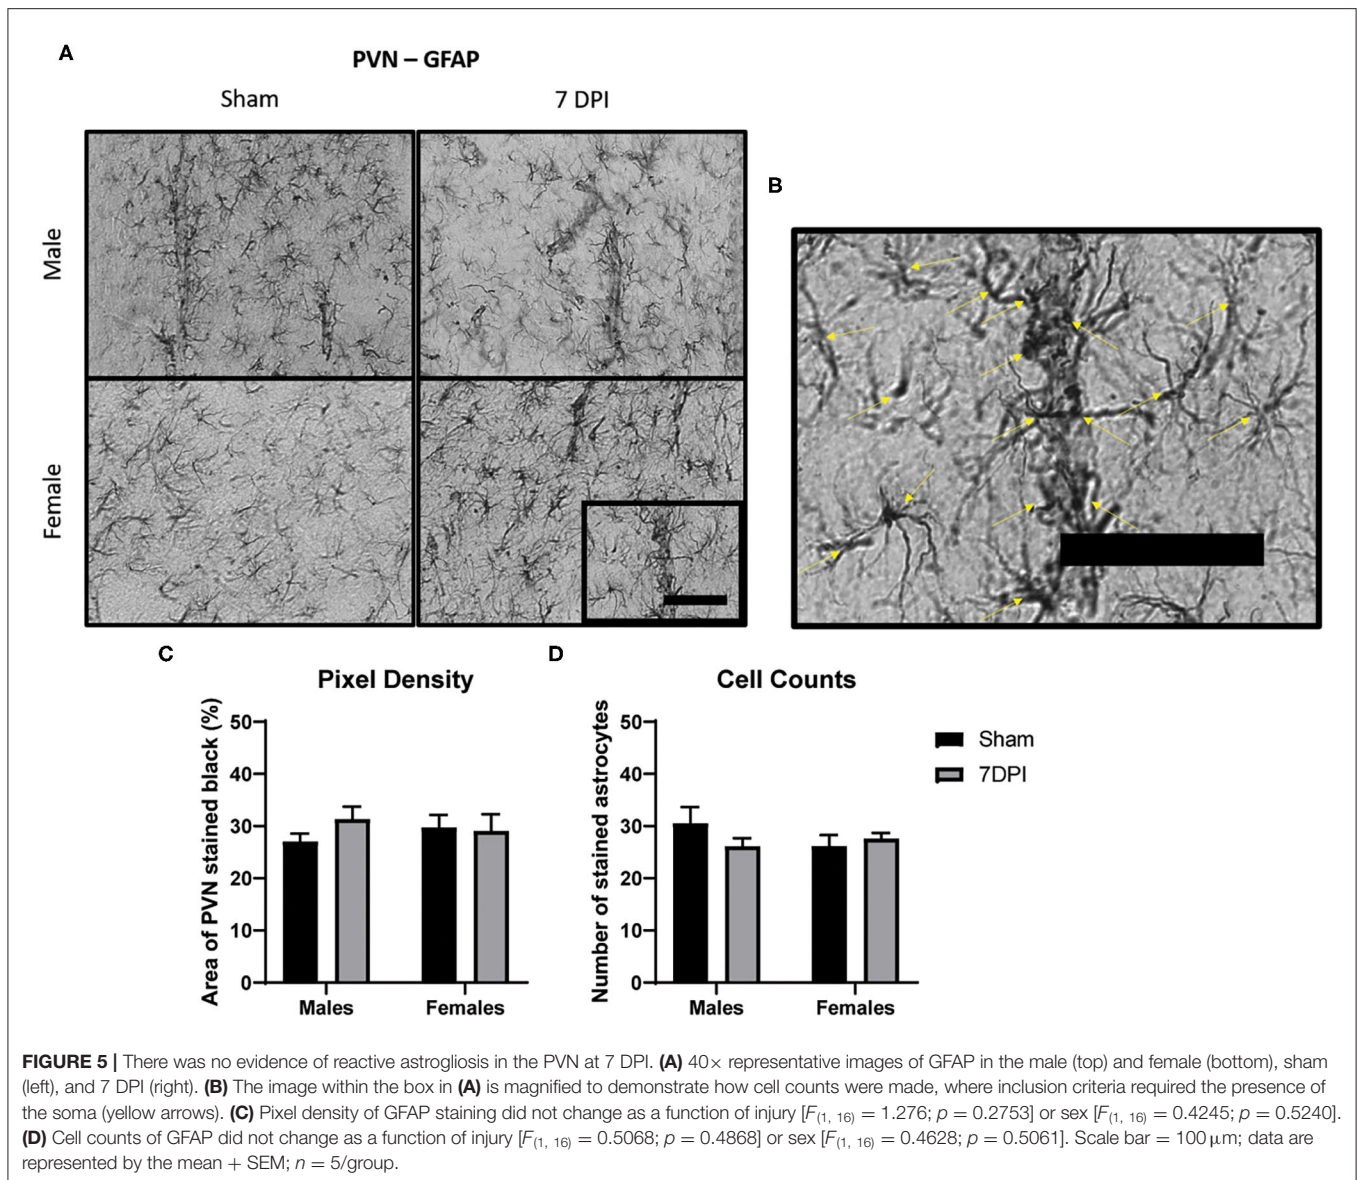 A
PVN – GFAP
Sham
7 DPI
Male
Female
B
C
Pixel Density
Area of PVN stained black (%)
50
40
30
20
10
0
Males
Females
D
Cell Counts
Number of stained astrocytes
50
40
30
20
10
0
Males
Females
Sham
7DPI
FIGURE 5 | There was no evidence of reactive astrogliosis in the PVN at 7 DPI. (A) 40× representative images of GFAP in the male (top) and female (bottom), sham
(left), and 7 DPI (right). (B) The image within the box in (A) is magnified to demonstrate how cell counts were made, where inclusion criteria required the presence of
the soma (yellow arrows). (C) Pixel density of GFAP staining did not change as a function of injury [F(1, 16) = 1.276; p = 0.2753] or sex [F(1, 16) = 0.4245; p = 0.5240].
(D) Cell counts of GFAP did not change as a function of injury [F(1, 16) = 0.5068; p = 0.4868] or sex [F(1, 16) = 0.4628; p = 0.5061]. Scale bar = 100 μm; data are
represented by the mean + SEM; n = 5/group.